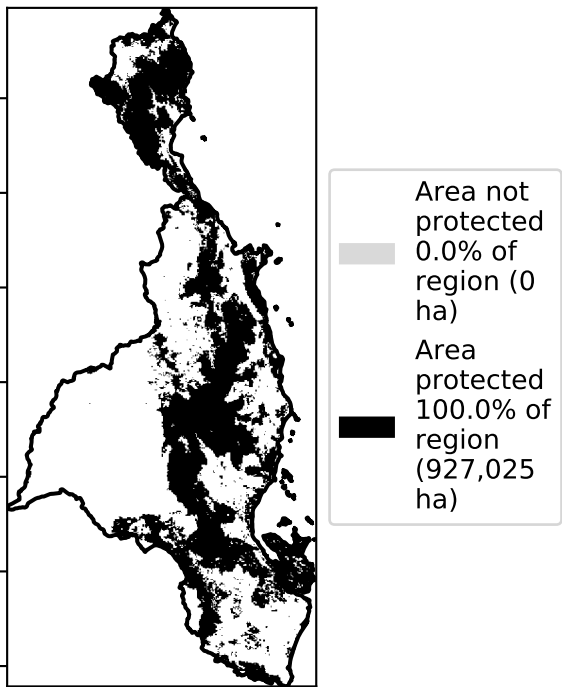 Area not
protected
0.0% of
region (0
ha)
Area
protected
100.0% of
region
(927,025
ha)